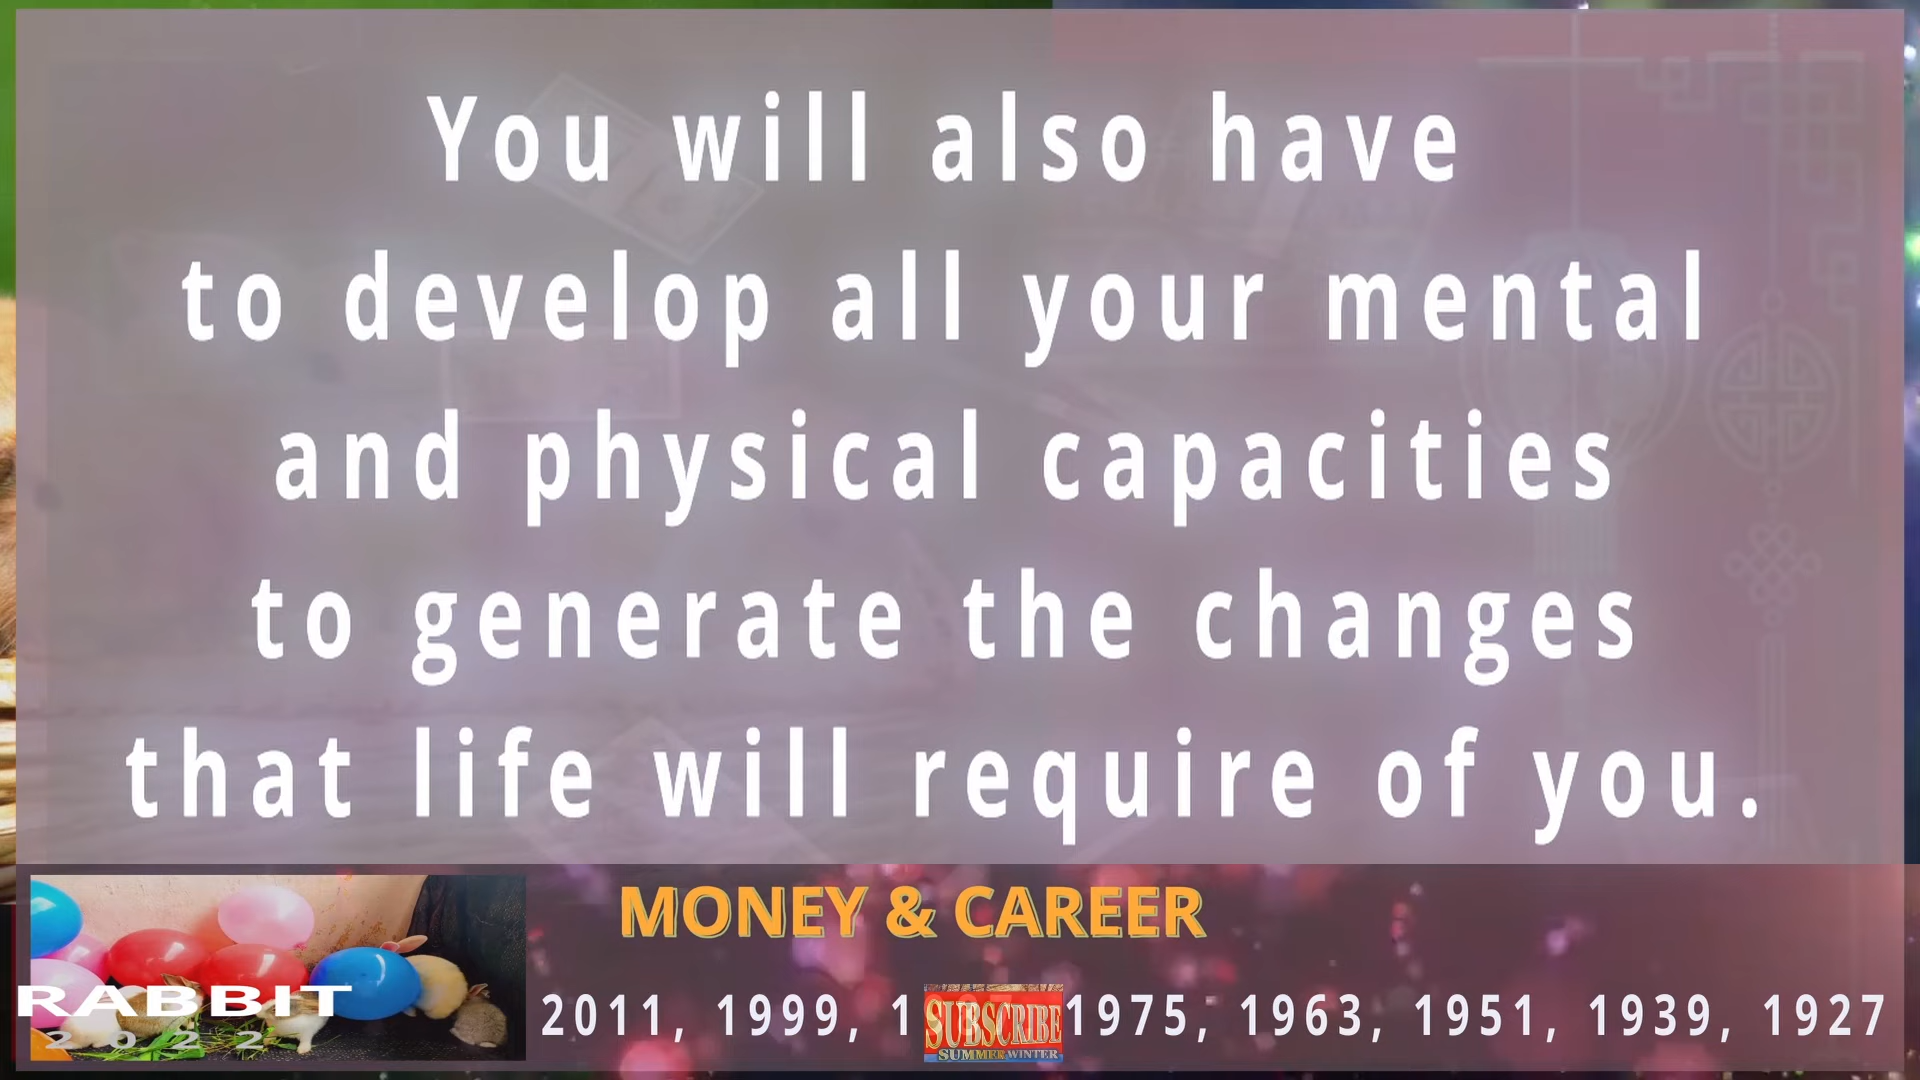 You will also have
to develop all your mental
and physical capacities
to generate the changes
that life will require of you.
MONEY & CAREER
RABBIT
2022
2011, 1999, 1 1975, 1963, 1951, 1939, 1927
SUBSCRIBE
SUMMER WINTER